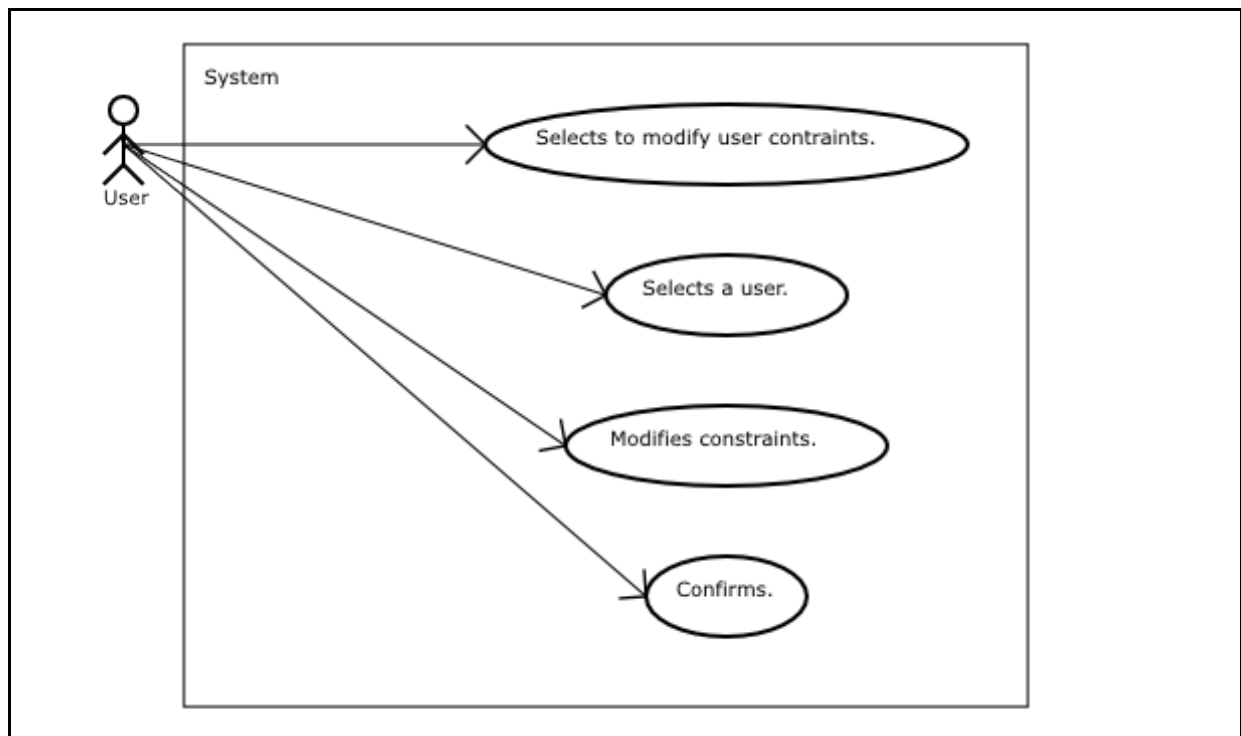 System
Selects to modify user contraints.
User
Selects a user.
Modifies constraints.
Confirms.